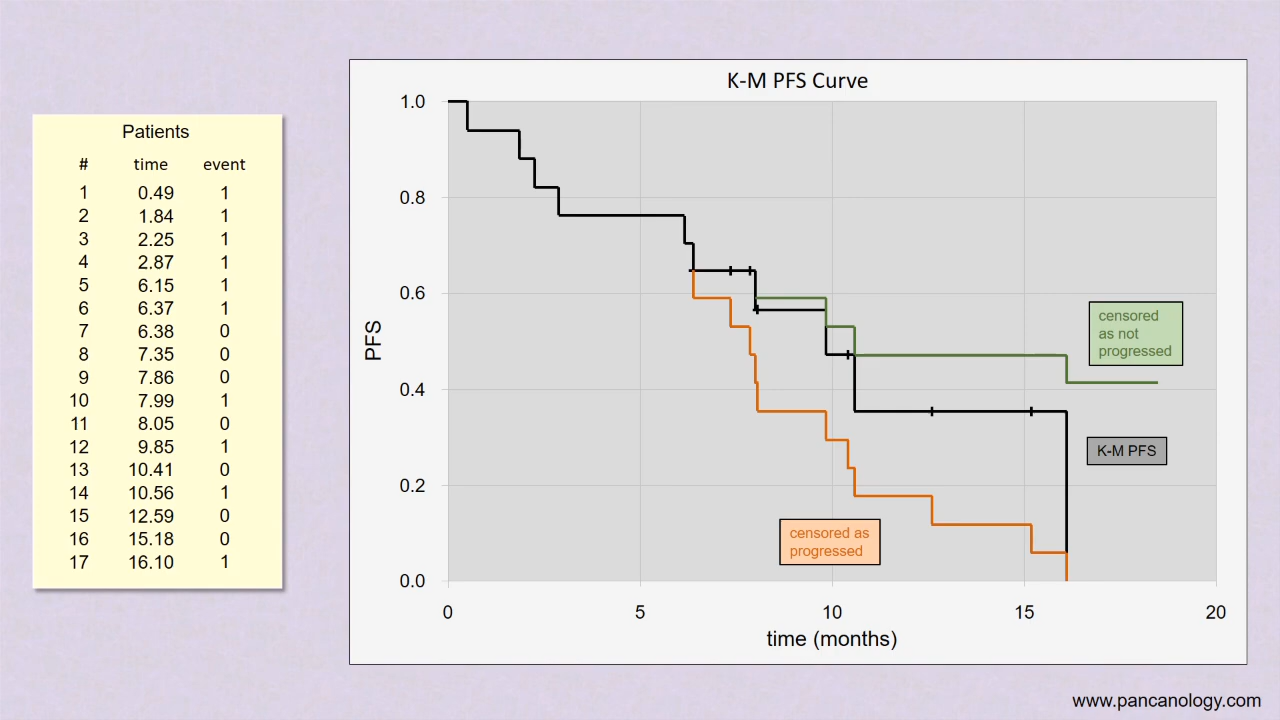 Patients
# time event
1 0.49 1
2 1.84 1
3 2.25 1
4 2.87 1
5 6.15 1
6 6.37 1
7 6.38 0
8 7.35 0
9 7.86 0
10 7.99 1
11 8.05 0
12 9.85 1
13 10.41 0
14 10.56 1
15 12.59 0
16 15.18 0
17 16.10 1
K-M PFS Curve
1.0
0.8
0.6
0.4
0.2
0.0
PFS
0 5 10 15 20
time (months)
censored
as not
progressed
K-M PFS
censored as
progressed
www.pancanology.com